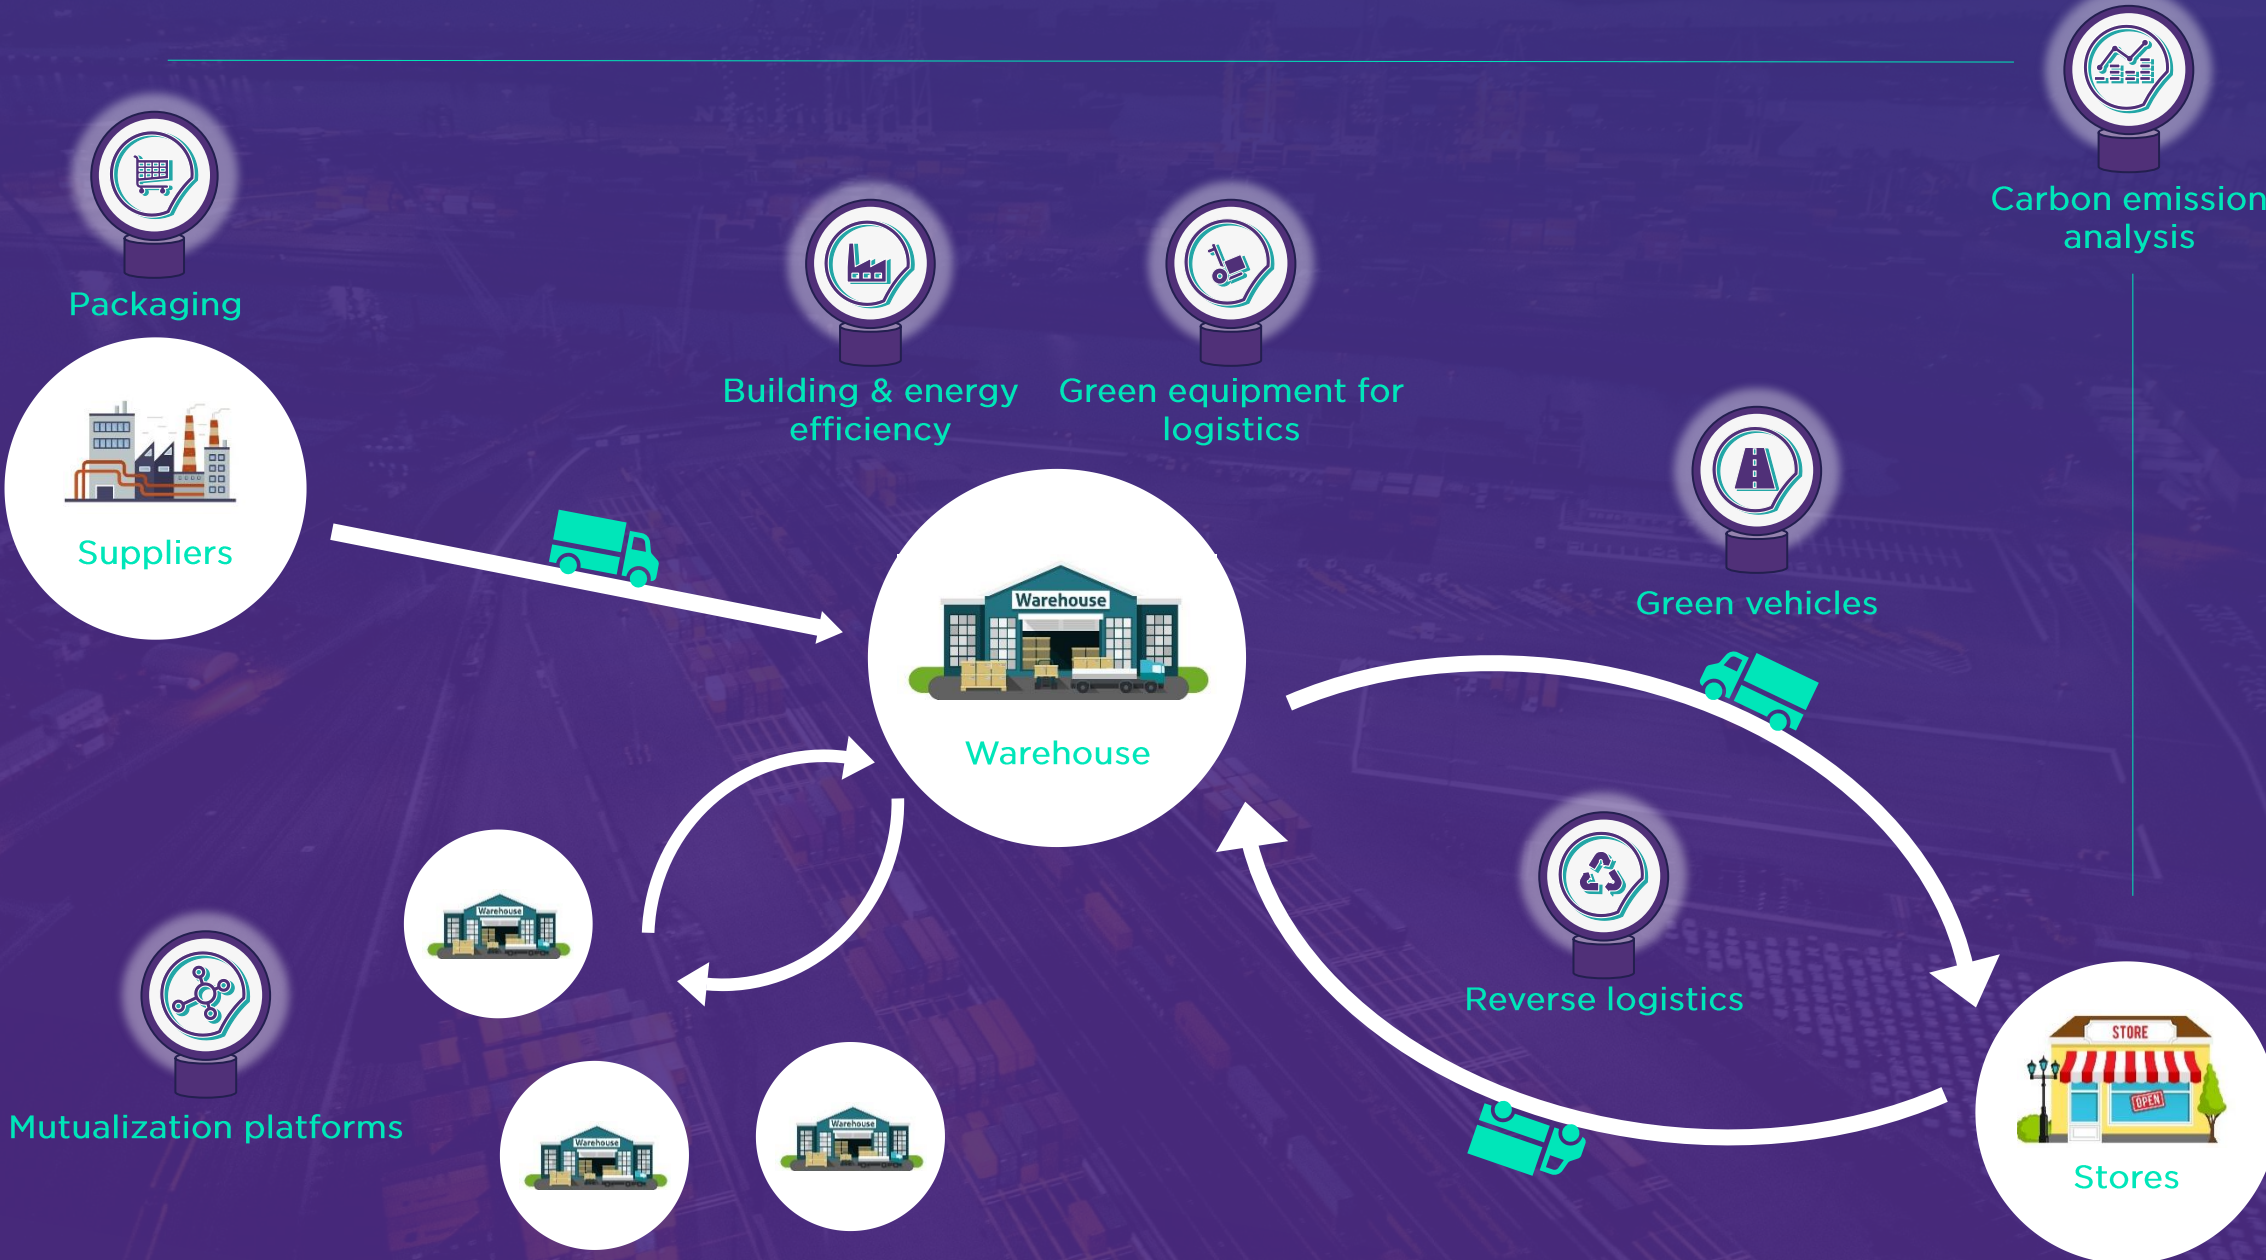 Carbon emission
analysis
Packaging
Building & energy
efficiency
Green equipment for
logistics
Suppliers
Green vehicles
Warehouse
Warehouse
Warehouse
Reverse logistics
Mutualization platforms
STORE
OPEN
Stores
Warehouse
Warehouse